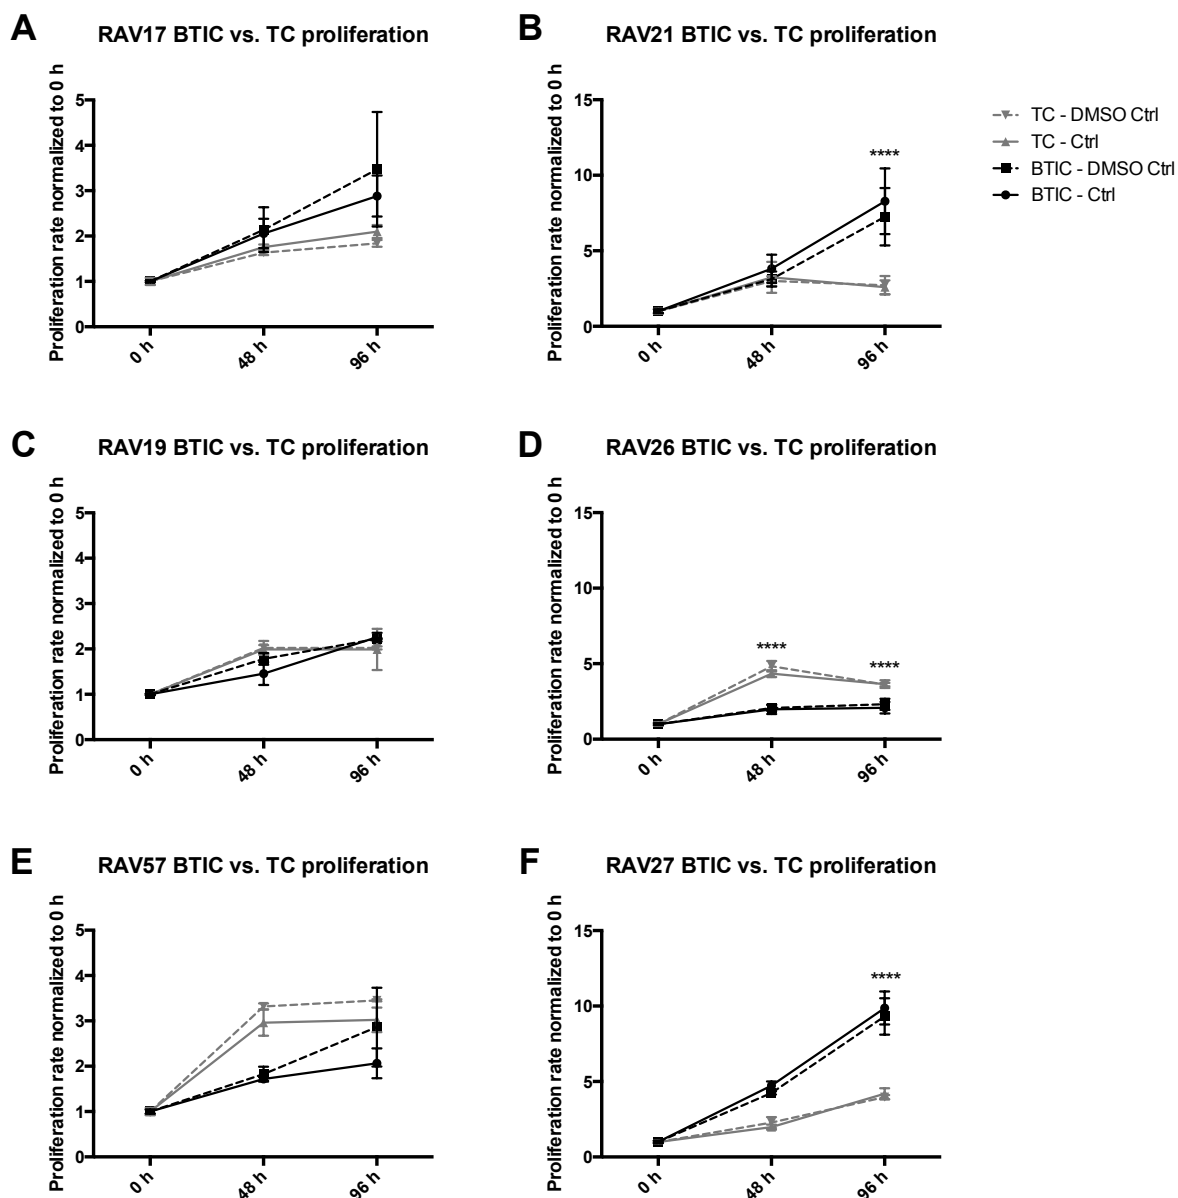 A
RAV17 BTIC vs. TC proliferation
Proliferation rate normalized to 0 h
5
4
3
2
1
0
0 h
48 h
96 h
B
RAV21 BTIC vs. TC proliferation
Proliferation rate normalized to 0 h
15
10
5
0
****
0 h
48 h
96 h
TC - DMSO Ctrl
TC - Ctrl
BTIC - DMSO Ctrl
BTIC - Ctrl
C
RAV19 BTIC vs. TC proliferation
Proliferation rate normalized to 0 h
5
4
3
2
1
0
0 h
48 h
96 h
D
RAV26 BTIC vs. TC proliferation
Proliferation rate normalized to 0 h
15
10
5
0
****
****
0 h
48 h
96 h
E
RAV57 BTIC vs. TC proliferation
Proliferation rate normalized to 0 h
5
4
3
2
1
0
0 h
48 h
96 h
F
RAV27 BTIC vs. TC proliferation
Proliferation rate normalized to 0 h
15
10
5
0
****
0 h
48 h
96 h